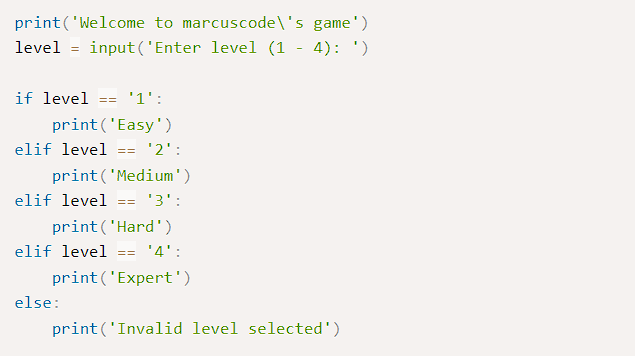 print('Welcome to marcuscode\'s game')
level = input('Enter level (1 - 4): ')

if level == '1':
    print('Easy')
elif level == '2':
    print('Medium')
elif level == '3':
    print('Hard')
elif level == '4':
    print('Expert')
else:
    print('Invalid level selected')